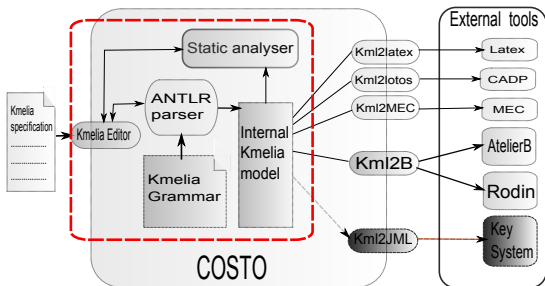 External tools
Static analyser
Kml2latex
Latex
Kml2lotos
CADP
Kml2MEC
MEC
Kmelia
specification
..............
..............
..............
Kmelia Editor
ANTLR
parser
Internal
Kmelia
model
Kmelia
Grammar
Kml2B
AtelierB
Rodin
Kml2JML
Key
System
COSTO